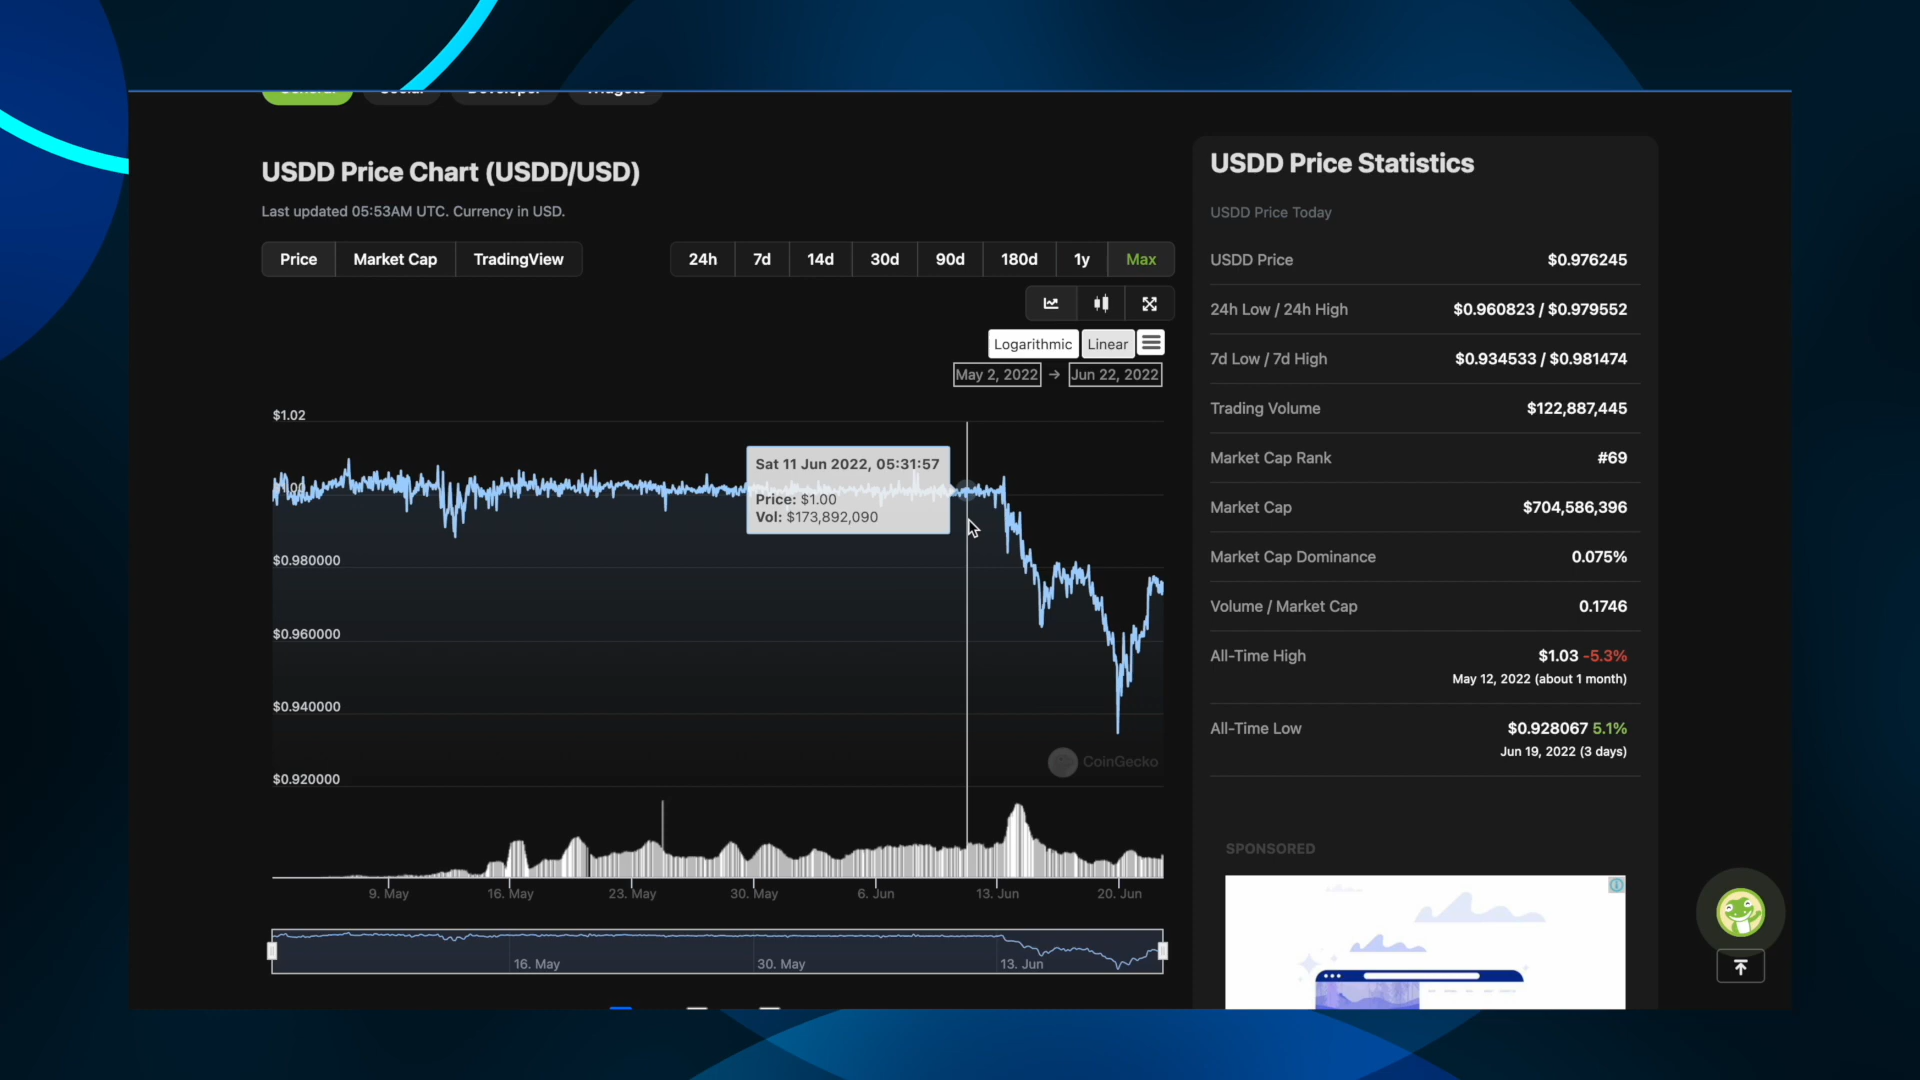 General Social Developer Widgets
USDD Price Chart (USDD/USD)
Last updated 05:53AM UTC. Currency in USD.
Price Market Cap TradingView 24h 7d 14d 30d 90d 180d 1y Max
Logarithmic Linear
May 2, 2022 → Jun 22, 2022
$1.02
Sat 11 Jun 2022, 05:31:57
Price: $1.00
Vol: $173,892,090
$0.980000
$0.960000
$0.940000
CoinGecko
$0.920000
9. May 16. May 23. May 30. May 6. Jun 13. Jun 20. Jun
16. May 30. May 13. Jun
USDD Price Statistics
USDD Price Today
USDD Price $0.976245
24h Low / 24h High $0.960823 / $0.979552
7d Low / 7d High $0.934533 / $0.981474
Trading Volume $122,887,445
Market Cap Rank #69
Market Cap $704,586,396
Market Cap Dominance 0.075%
Volume / Market Cap 0.1746
All-Time High $1.03 -5.3%
May 12, 2022 (about 1 month)
All-Time Low $0.928067 5.1%
Jun 19, 2022 (3 days)
SPONSORED